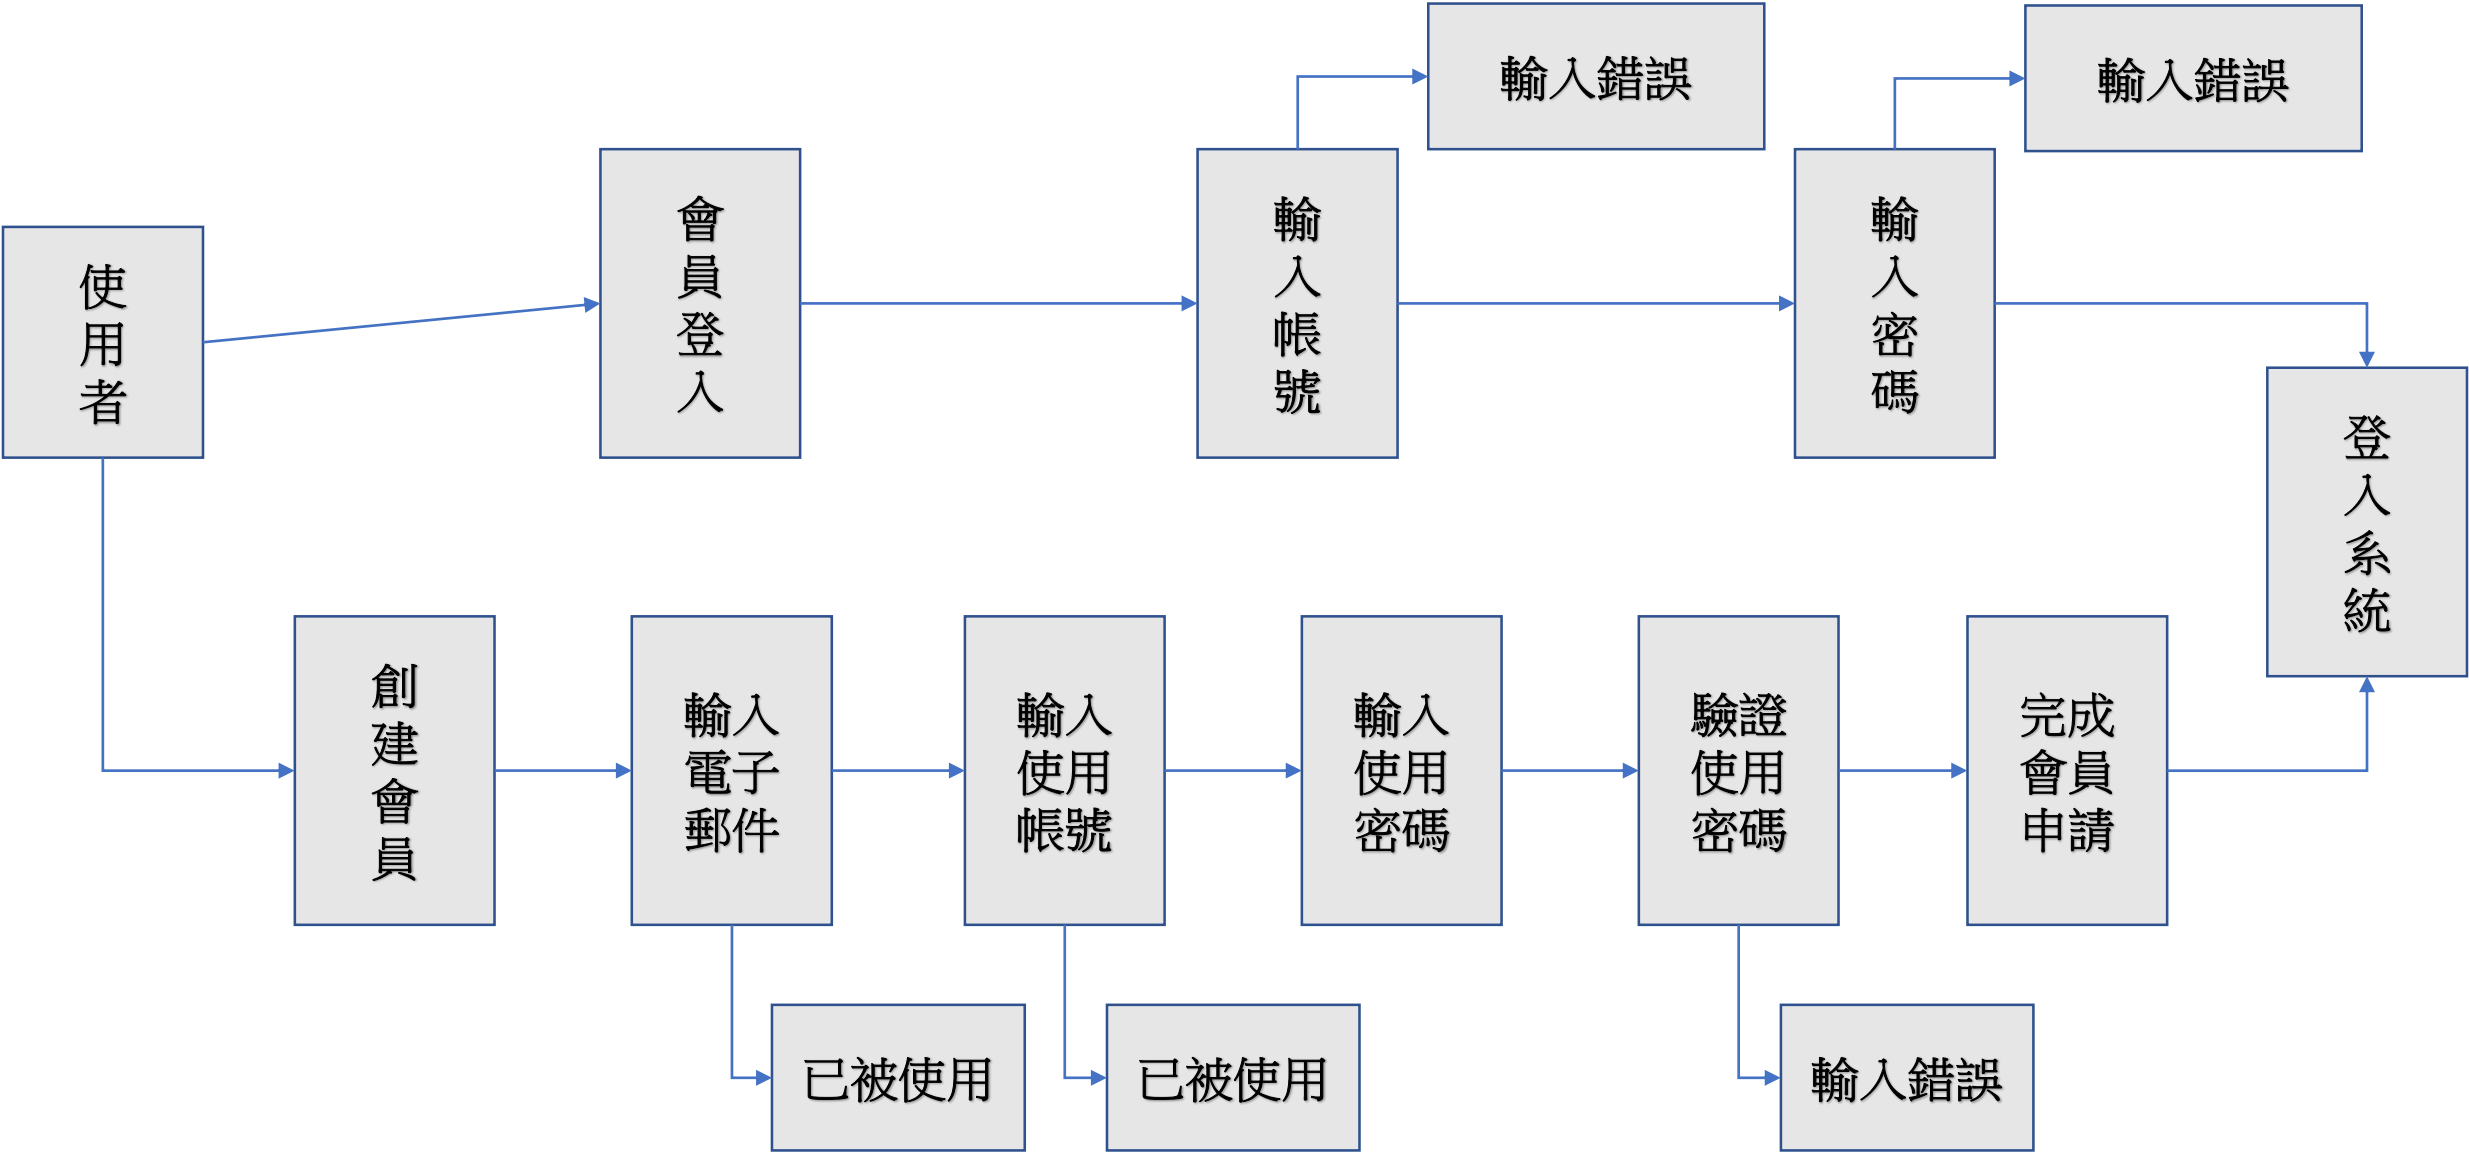 輸入錯誤
輸入錯誤
使
用
者
會
員
登
入
輸
入
帳
號
輸
入
密
碼
登
入
系
統
創
建
會
員
輸入
電子
郵件
輸入
使用
帳號
輸入
使用
密碼
驗證
使用
密碼
完成
會員
申請
已被使用
已被使用
輸入錯誤